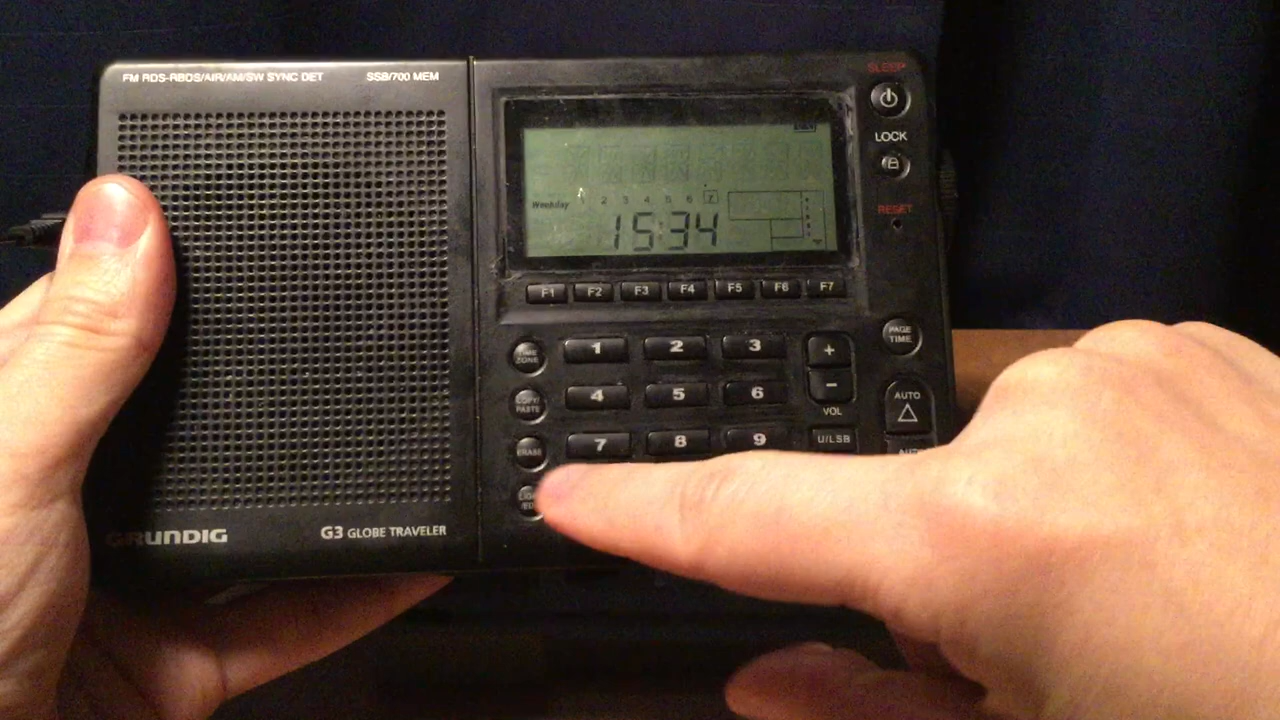 FM RDS-RBDS/AIR/AM/SW SYNC DET SSB/700 MEM
SLEEP
LOCK
RESET
Weekday 1 2 3 4 5 6 7
15:34
F1 F2 F3 F4 F5 F6 F7
TIME ZONE
1 2 3
+
PAGE TIME
COPY/ PASTE
4 5 6
-
VOL
AUTO
ERASE
7 8 9
U/LSB
GRUNDIG
G3 GLOBE TRAVELER